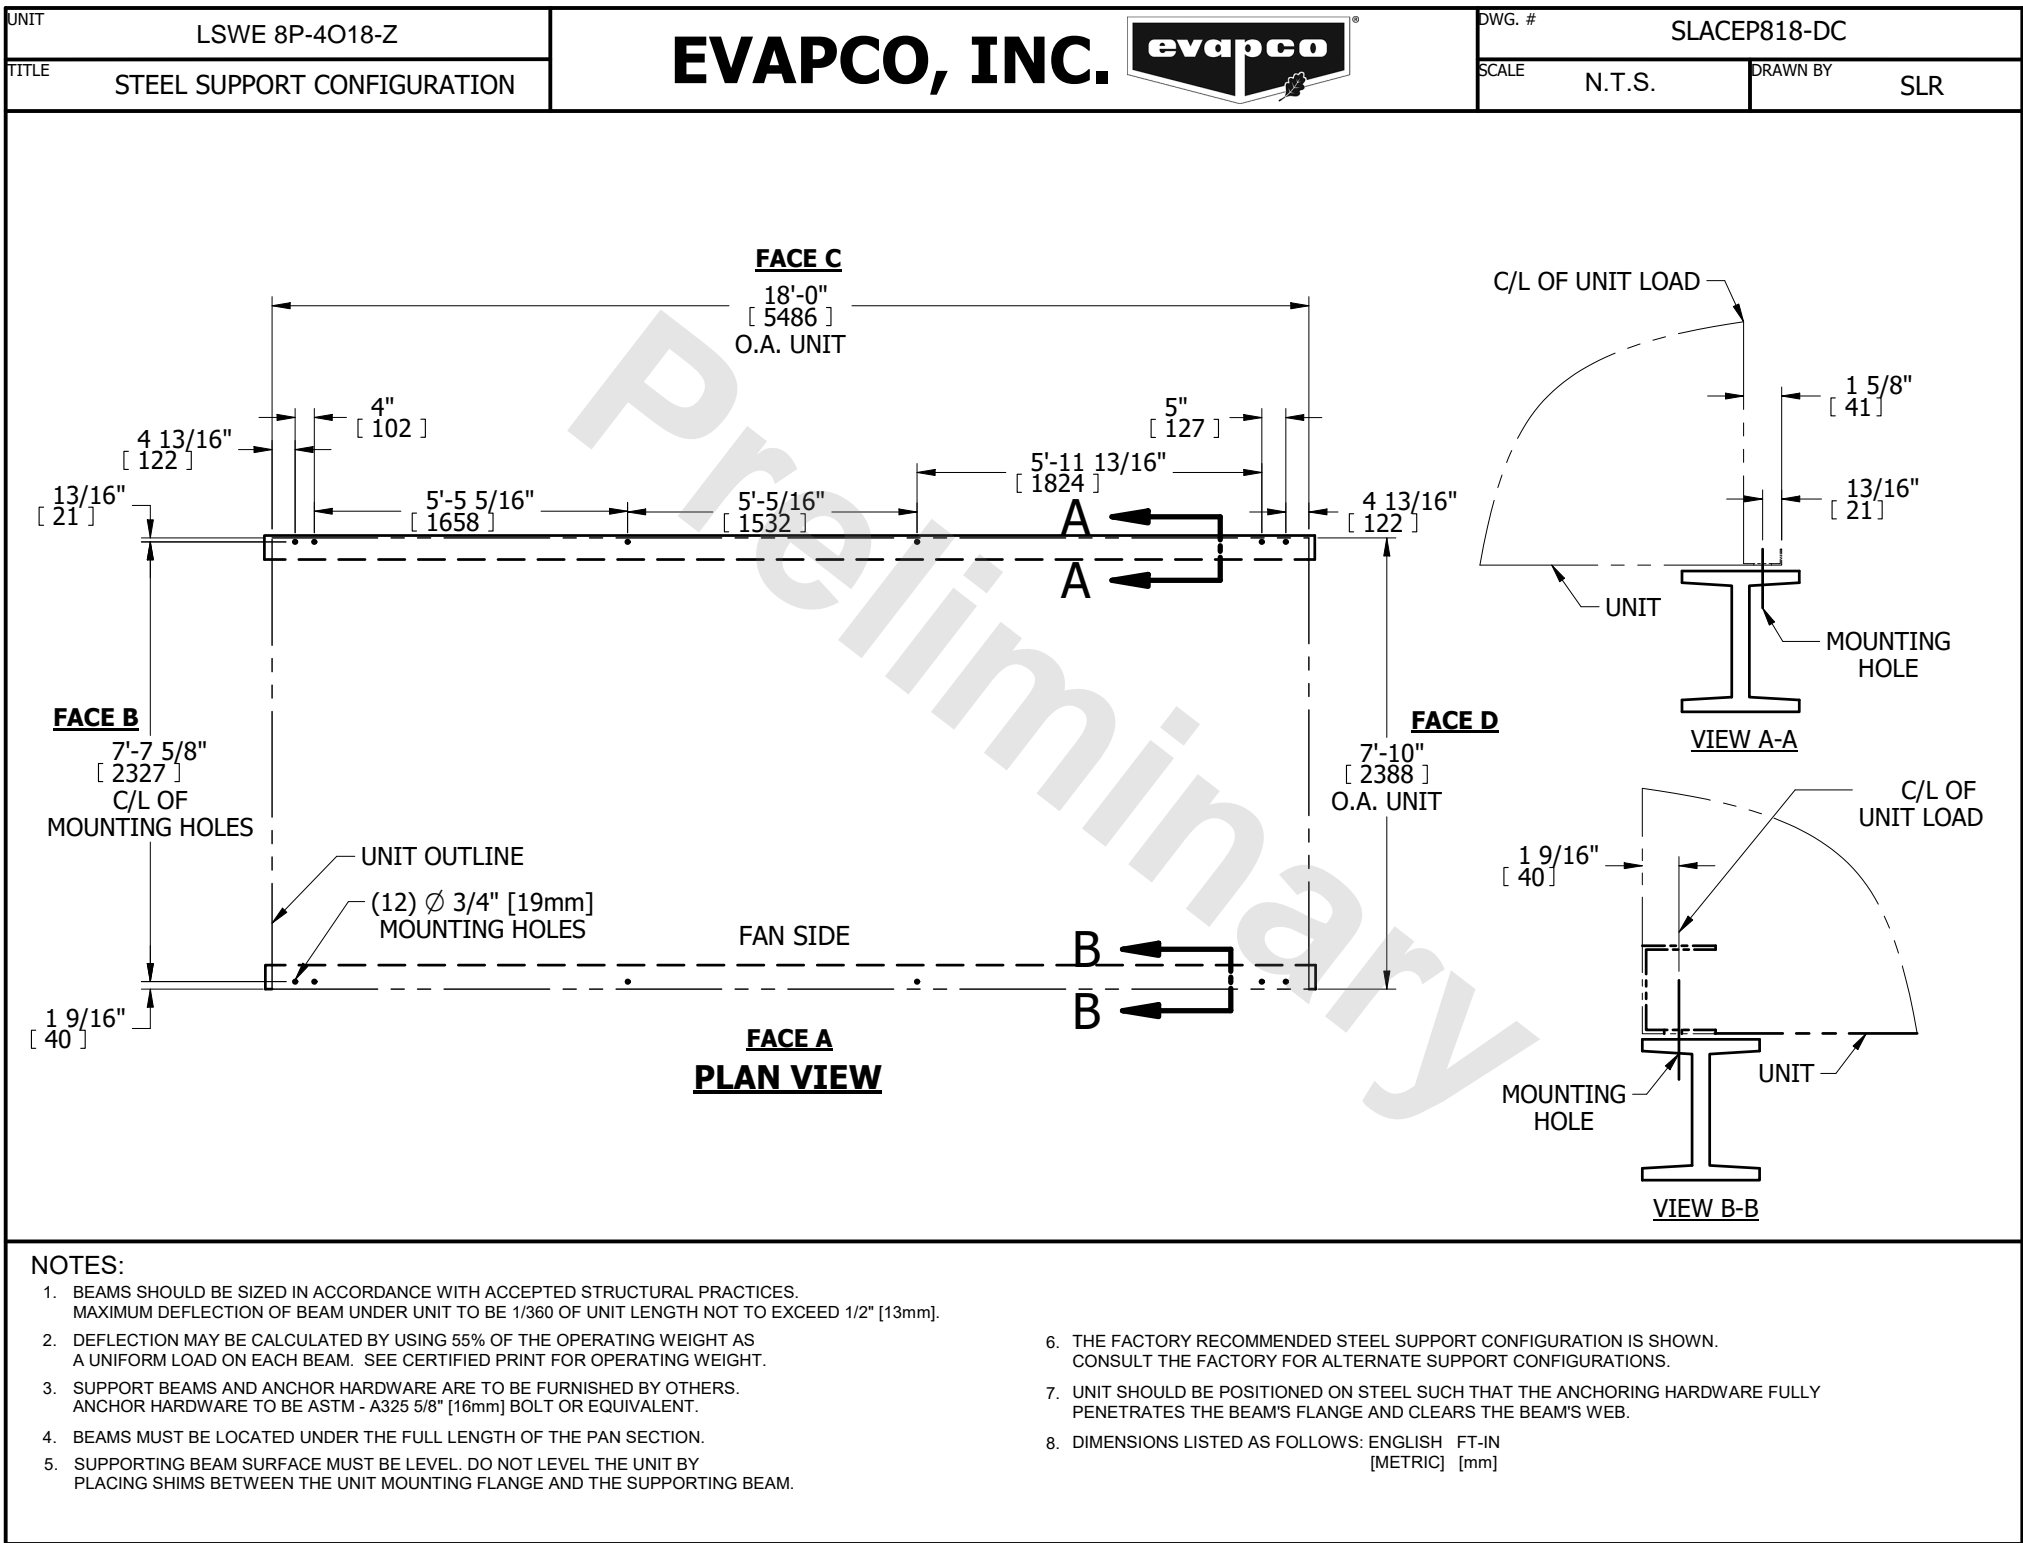 UNIT
LSWE 8P-4O18-Z
TITLE
STEEL SUPPORT CONFIGURATION
EVAPCO, INC.
evapco
®
DWG. #
SLACEP818-DC
SCALE
N.T.S.
DRAWN BY
SLR
FACE C
18'-0"
[ 5486 ]
O.A. UNIT
4"
[ 102 ]
4 13/16"
[ 122 ]
13/16"
[ 21 ]
5'-5 5/16"
[ 1658 ]
5'-5/16"
[ 1532 ]
5'-11 13/16"
[ 1824 ]
5"
[ 127 ]
4 13/16"
[ 122 ]
A
A
FACE B
7'-7 5/8"
[ 2327 ]
C/L OF
MOUNTING HOLES
FACE D
7'-10"
[ 2388 ]
O.A. UNIT
UNIT OUTLINE
(12) ∅ 3/4" [19mm]
MOUNTING HOLES
FAN SIDE
B
B
1 9/16"
[ 40 ]
FACE A
PLAN VIEW
Preliminary
C/L OF UNIT LOAD
1 5/8"
[ 41 ]
13/16"
[ 21 ]
UNIT
MOUNTING
HOLE
VIEW A-A
C/L OF
UNIT LOAD
1 9/16"
[ 40 ]
UNIT
MOUNTING
HOLE
VIEW B-B
NOTES:
1. BEAMS SHOULD BE SIZED IN ACCORDANCE WITH ACCEPTED STRUCTURAL PRACTICES.
MAXIMUM DEFLECTION OF BEAM UNDER UNIT TO BE 1/360 OF UNIT LENGTH NOT TO EXCEED 1/2" [13mm].
2. DEFLECTION MAY BE CALCULATED BY USING 55% OF THE OPERATING WEIGHT AS
A UNIFORM LOAD ON EACH BEAM. SEE CERTIFIED PRINT FOR OPERATING WEIGHT.
3. SUPPORT BEAMS AND ANCHOR HARDWARE ARE TO BE FURNISHED BY OTHERS.
ANCHOR HARDWARE TO BE ASTM - A325 5/8" [16mm] BOLT OR EQUIVALENT.
4. BEAMS MUST BE LOCATED UNDER THE FULL LENGTH OF THE PAN SECTION.
5. SUPPORTING BEAM SURFACE MUST BE LEVEL. DO NOT LEVEL THE UNIT BY
PLACING SHIMS BETWEEN THE UNIT MOUNTING FLANGE AND THE SUPPORTING BEAM.
6. THE FACTORY RECOMMENDED STEEL SUPPORT CONFIGURATION IS SHOWN.
CONSULT THE FACTORY FOR ALTERNATE SUPPORT CONFIGURATIONS.
7. UNIT SHOULD BE POSITIONED ON STEEL SUCH THAT THE ANCHORING HARDWARE FULLY
PENETRATES THE BEAM'S FLANGE AND CLEARS THE BEAM'S WEB.
8. DIMENSIONS LISTED AS FOLLOWS: ENGLISH FT-IN
[METRIC] [mm]